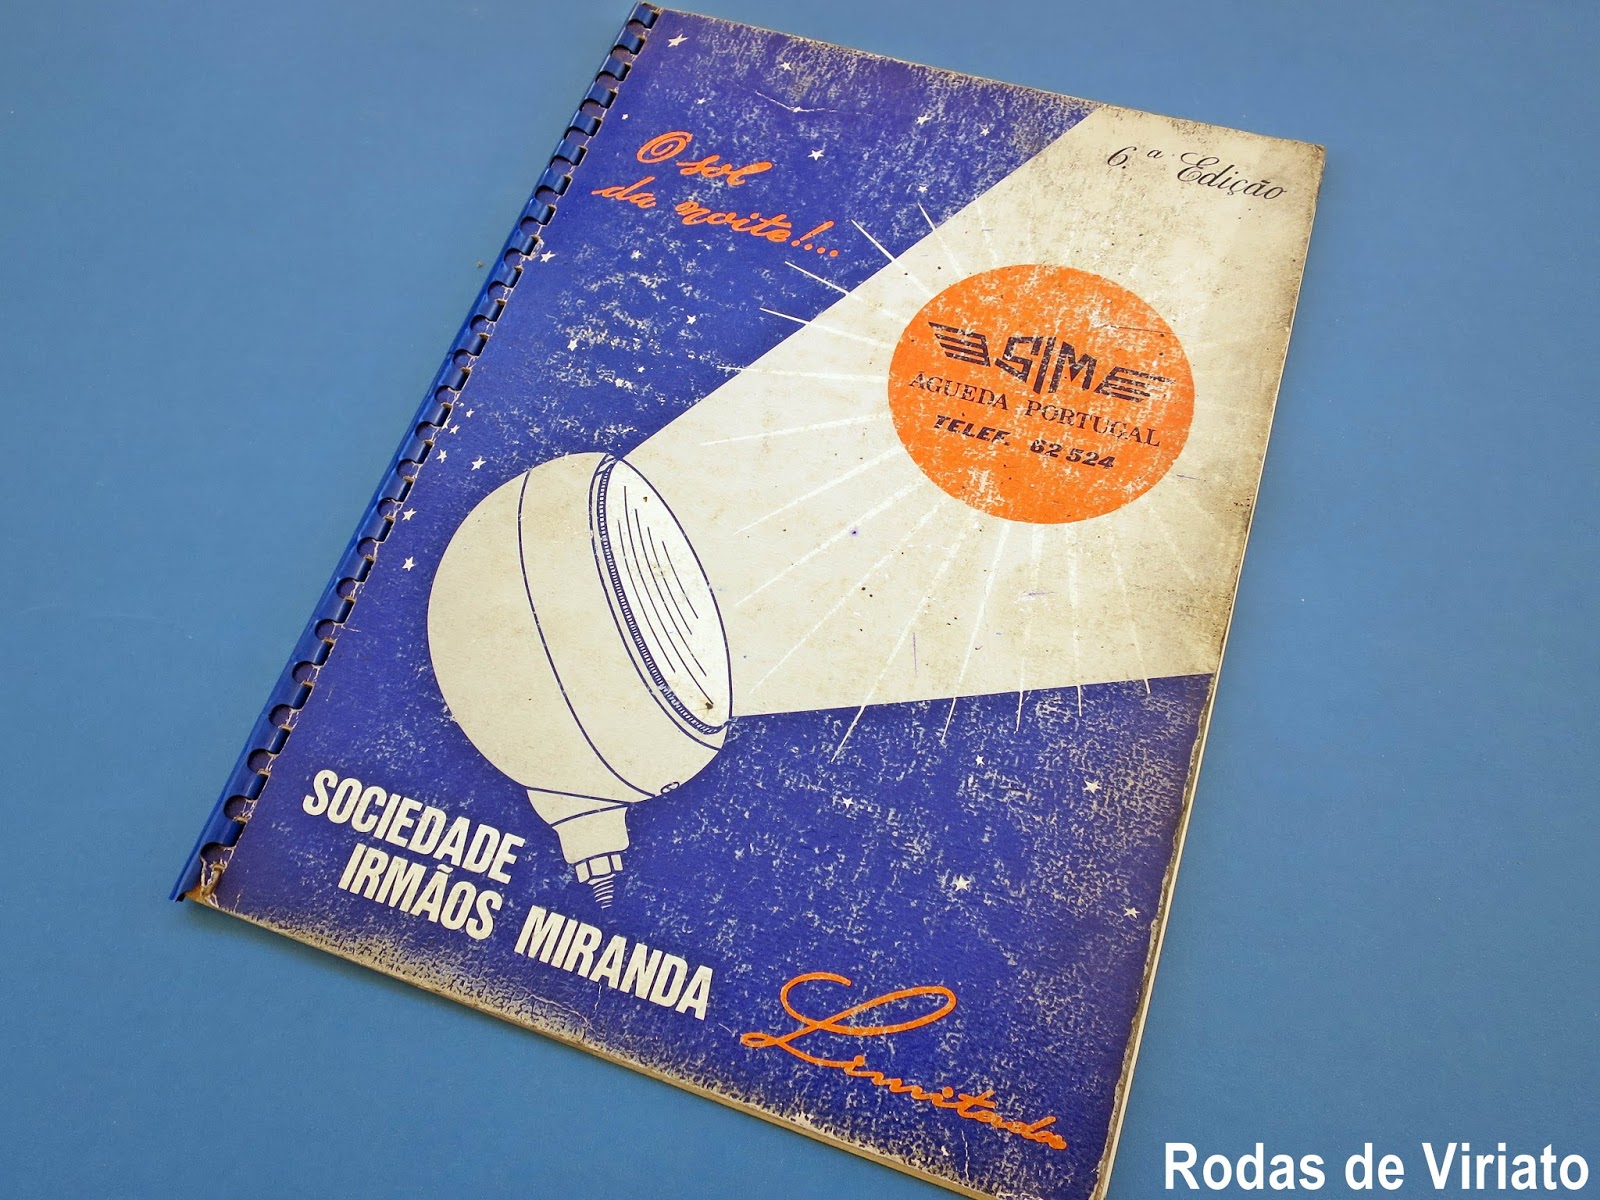 6.ª Edição
O sol
da noite!...
SIM
AGUEDA PORTUGAL
TELEF. 62 524
SOCIEDADE
IRMÃOS MIRANDA
Limitada
Rodas de Viriato